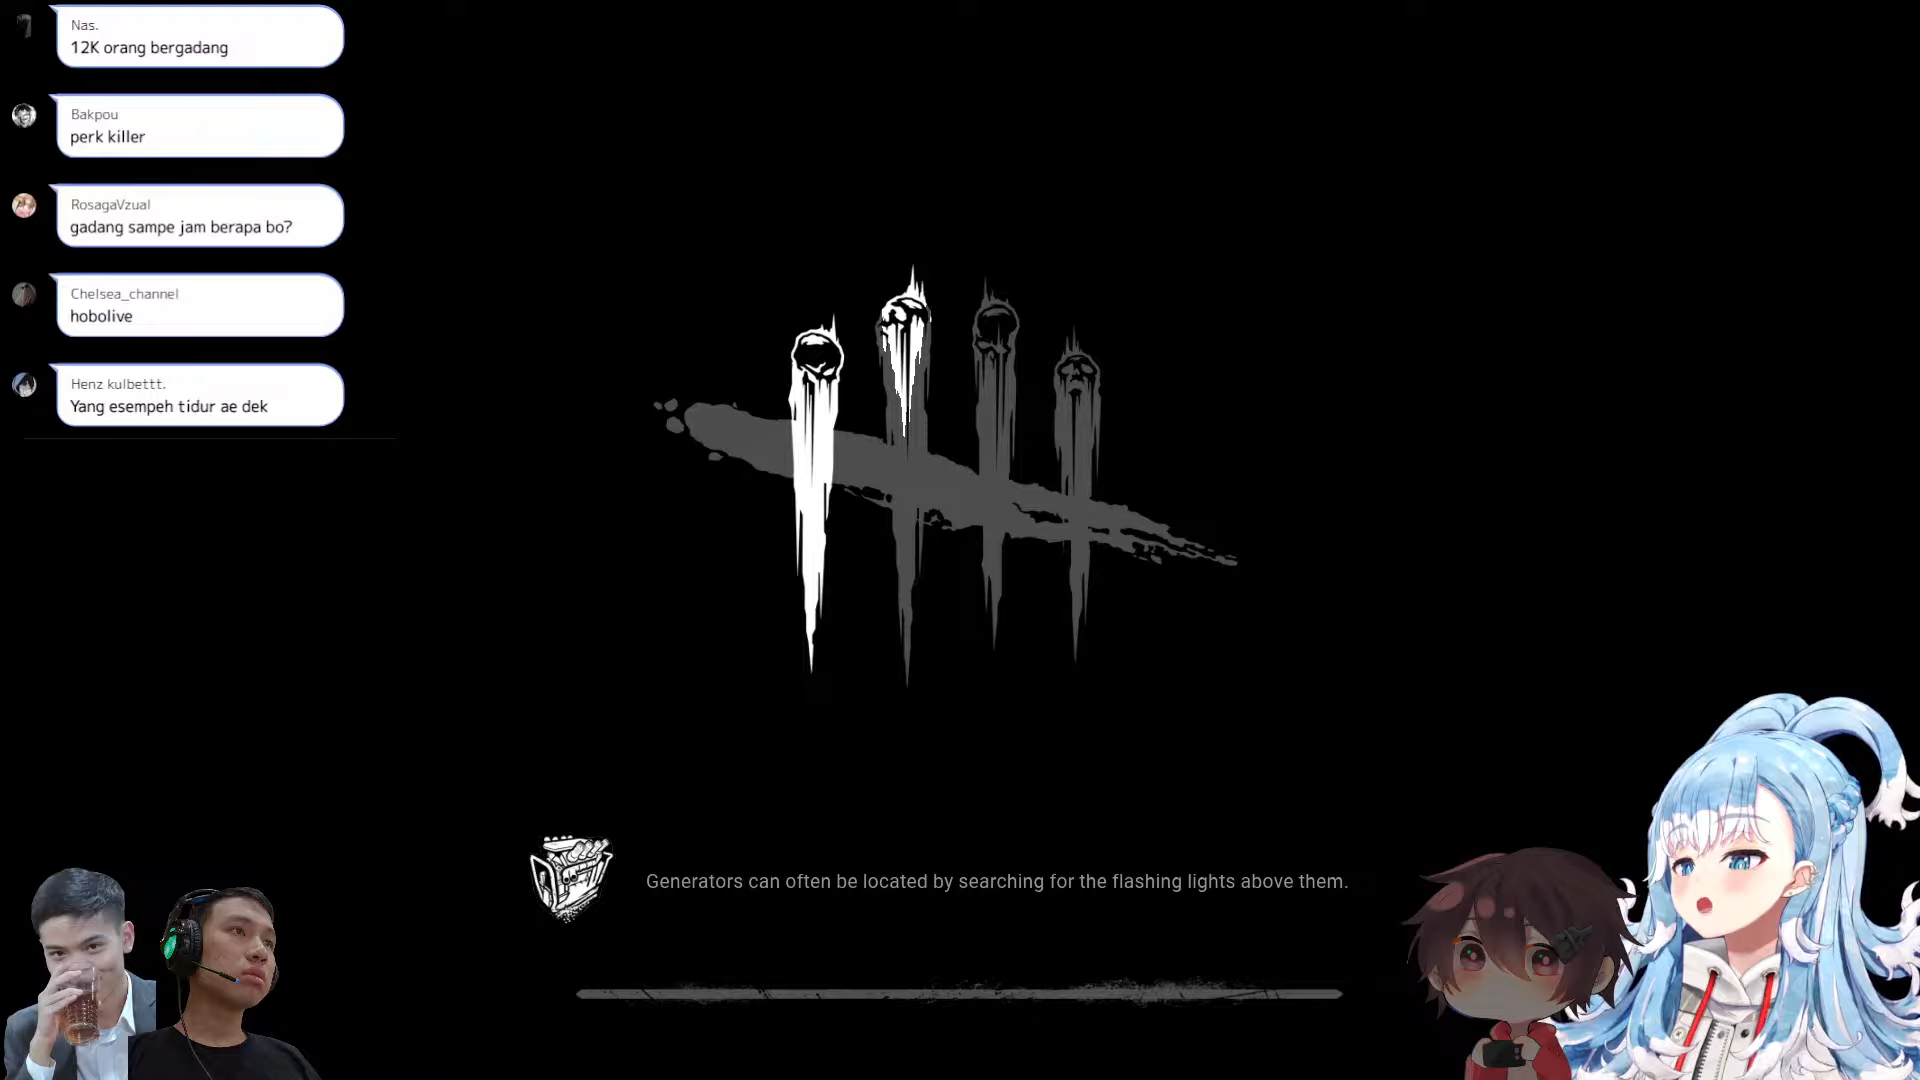 Nas.
12K orang bergadang
Bakpou
perk killer
RosagaVzual
gadang sampe jam berapa bo?
Chelsea_channel
hobolive
Henz kulbettt.
Yang esempeh tidur ae dek
Generators can often be located by searching for the flashing lights above them.